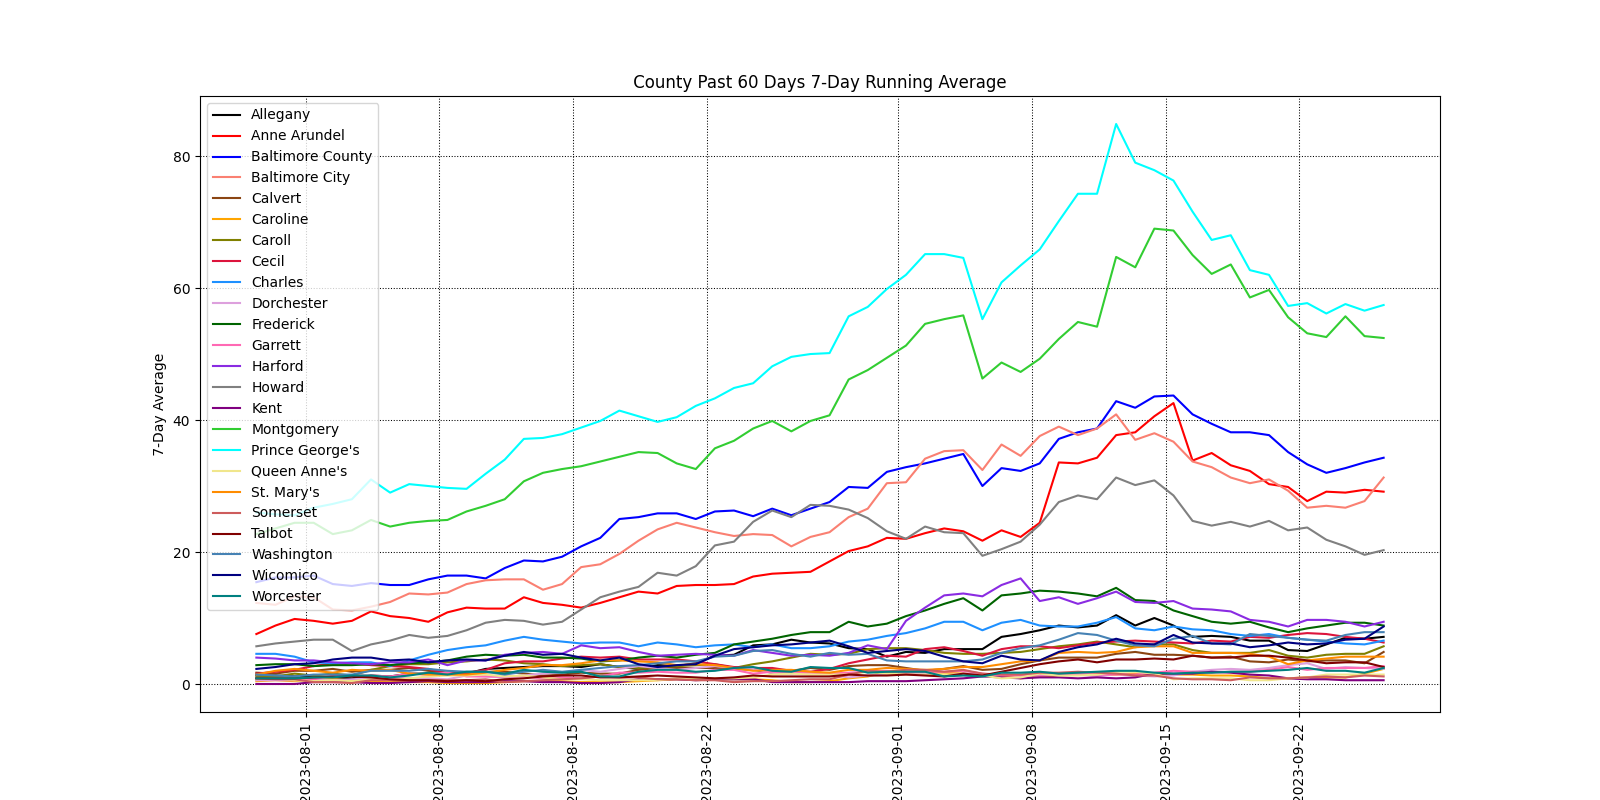 County Past 60 Days 7-Day Running Average
7-Day Average
80
60
40
20
0
Allegany
Anne Arundel
Baltimore County
Baltimore City
Calvert
Caroline
Caroll
Cecil
Charles
Dorchester
Frederick
Garrett
Harford
Howard
Kent
Montgomery
Prince George's
Queen Anne's
St. Mary's
Somerset
Talbot
Washington
Wicomico
Worcester
2023-08-01
2023-08-08
2023-08-15
2023-08-22
2023-09-01
2023-09-08
2023-09-15
2023-09-22